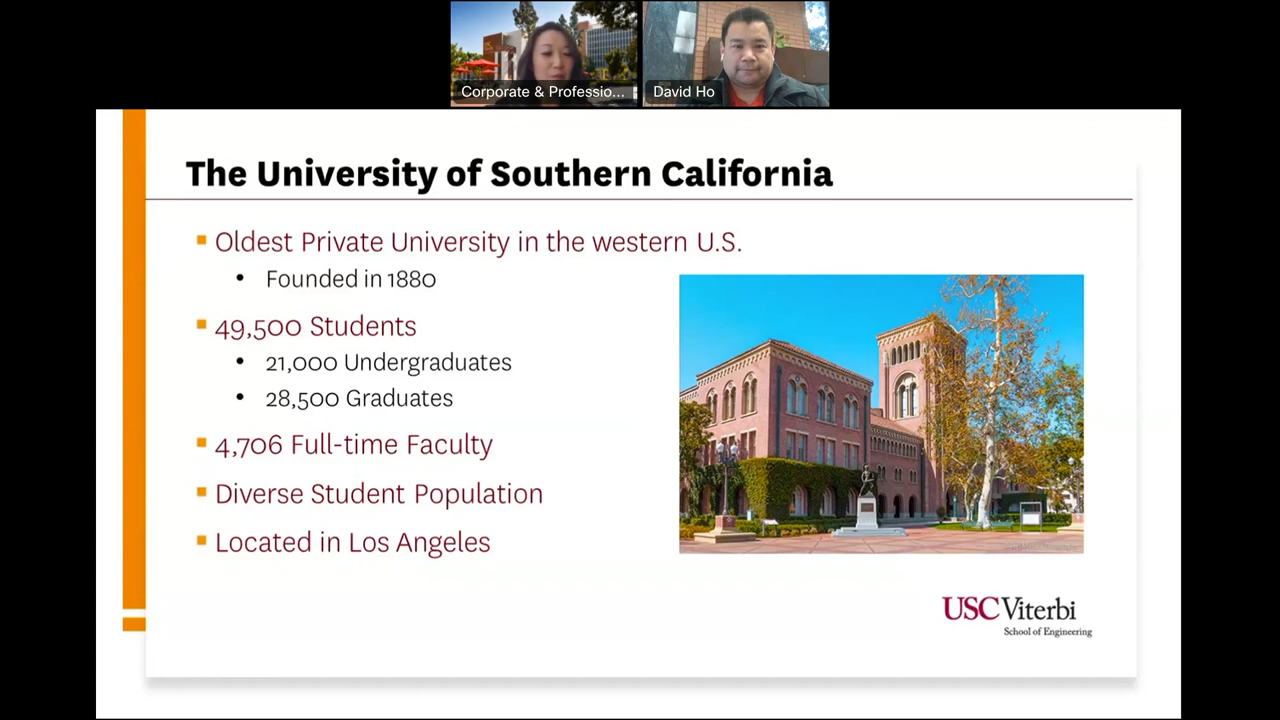 Corporate & Professio...
David Ho
The University of Southern California
Oldest Private University in the western U.S.
Founded in 1880
49,500 Students
21,000 Undergraduates
28,500 Graduates
4,706 Full-time Faculty
Diverse Student Population
Located in Los Angeles
USC Viterbi
School of Engineering